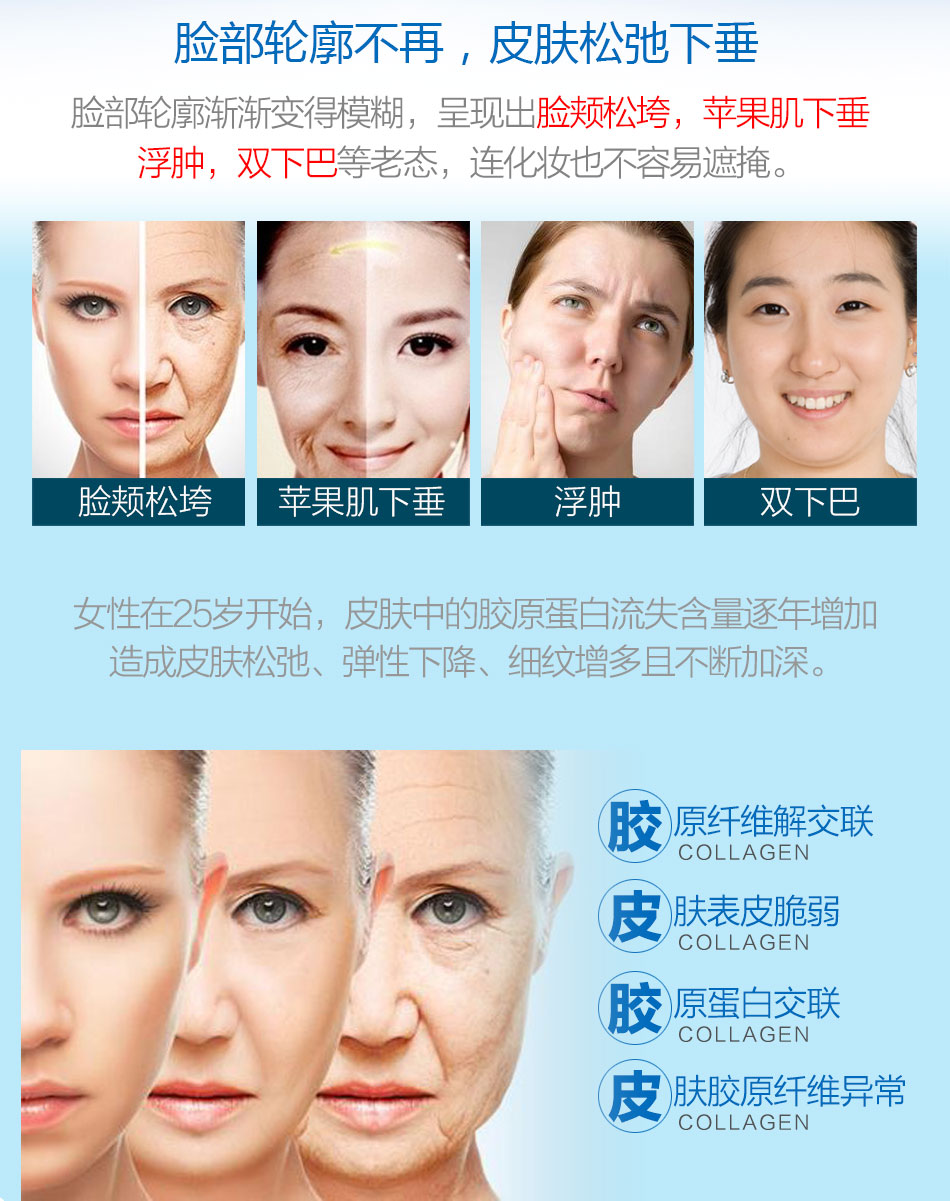 脸部轮廓不再，皮肤松弛下垂
脸部轮廓渐渐变得模糊，呈现出脸颊松垮，苹果肌下垂
浮肿，双下巴等老态，连化妆也不容易遮掩。
脸颊松垮
苹果肌下垂
浮肿
双下巴
女性在25岁开始，皮肤中的胶原蛋白流失含量逐年增加
造成皮肤松弛、弹性下降、细纹增多且不断加深。
胶原纤维解交联
COLLAGEN
皮肤表皮脆弱
COLLAGEN
胶原蛋白交联
COLLAGEN
皮肤胶原纤维异常
COLLAGEN